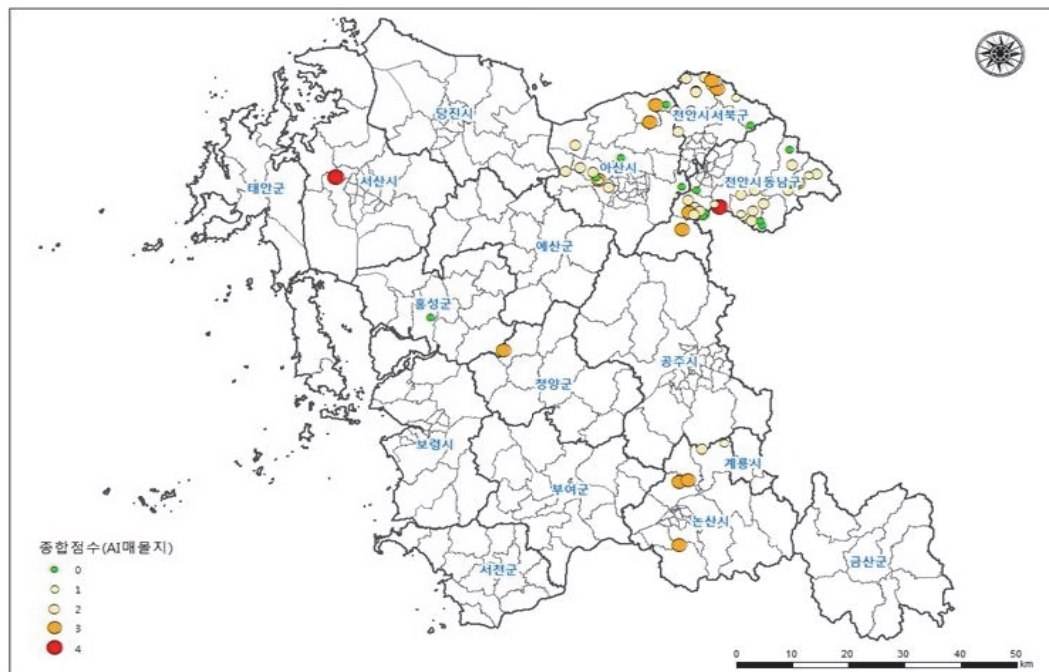 당진시
천안시 서북구
아산시
천안시 동남구
태안군
서산시
예산군
홍성군
공주시
청양군
보령시
계룡시
부여군
논산시
서천군
금산군
종합점수(AI매몰지)
0
1
2
3
4
0 10 20 30 40 50
km